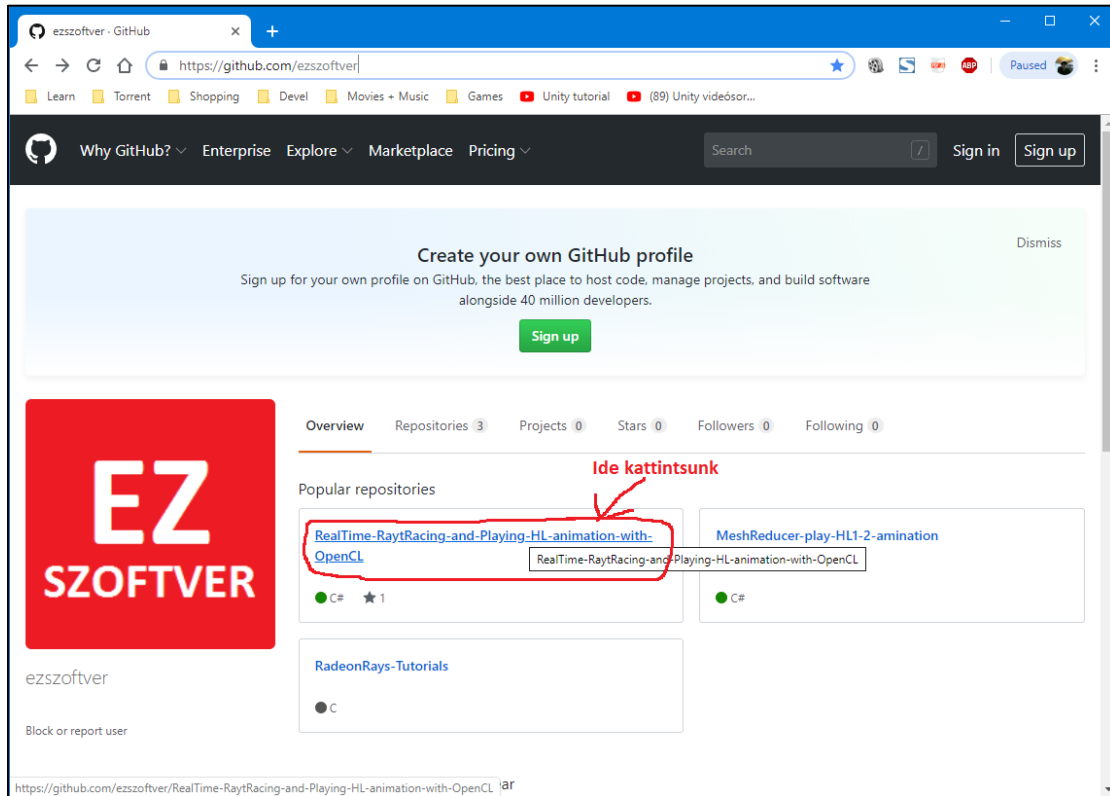 ezszoftver · GitHub
https://github.com/ezszoftver
ABP
Paused
Learn Torrent Shopping Devel Movies + Music Games Unity tutorial (89) Unity videósor...
Why GitHub? Enterprise Explore Marketplace Pricing Search / Sign in Sign up
Dismiss
Create your own GitHub profile
Sign up for your own profile on GitHub, the best place to host code, manage projects, and build software
alongside 40 million developers.
Sign up
EZ
SZOFTVER
ezszoftver
Block or report user
Overview Repositories 3 Projects 0 Stars 0 Followers 0 Following 0
Ide kattintsunk
Popular repositories
RealTime-RaytRacing-and-Playing-HL-animation-with-
OpenCL
RealTime-RaytRacing-and-Playing-HL-animation-with-OpenCL
C# 1
MeshReducer-play-HL1-2-amination
C#
RadeonRays-Tutorials
C
https://github.com/ezszoftver/RealTime-RaytRacing-and-Playing-HL-animation-with-OpenCL